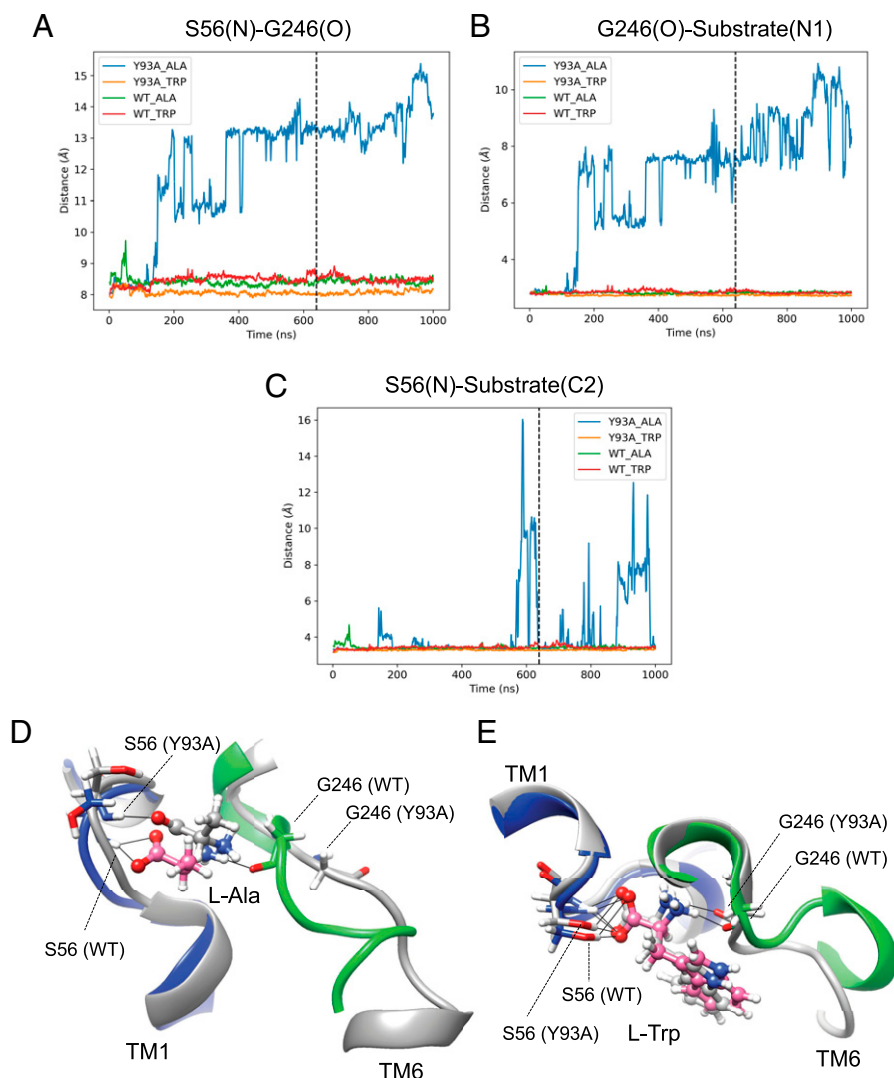 A
S56(N)-G246(O)
Y93A_ALA
Y93A_TRP
WT_ALA
WT_TRP
15
14
13
12
11
10
9
8
Distance (Å)
0
200
400
600
800
1000
Time (ns)
B
G246(O)-Substrate(N1)
Y93A_ALA
Y93A_TRP
WT_ALA
WT_TRP
10
8
6
4
Distance (Å)
0
200
400
600
800
1000
Time (ns)
C
S56(N)-Substrate(C2)
Y93A_ALA
Y93A_TRP
WT_ALA
WT_TRP
16
14
12
10
8
6
4
Distance (Å)
0
200
400
600
800
1000
Time (ns)
D
S56 (Y93A)
G246 (WT)
G246 (Y93A)
L-Ala
S56 (WT)
TM1
TM6
E
TM1
G246 (Y93A)
G246 (WT)
S56 (WT)
S56 (Y93A)
L-Trp
TM6